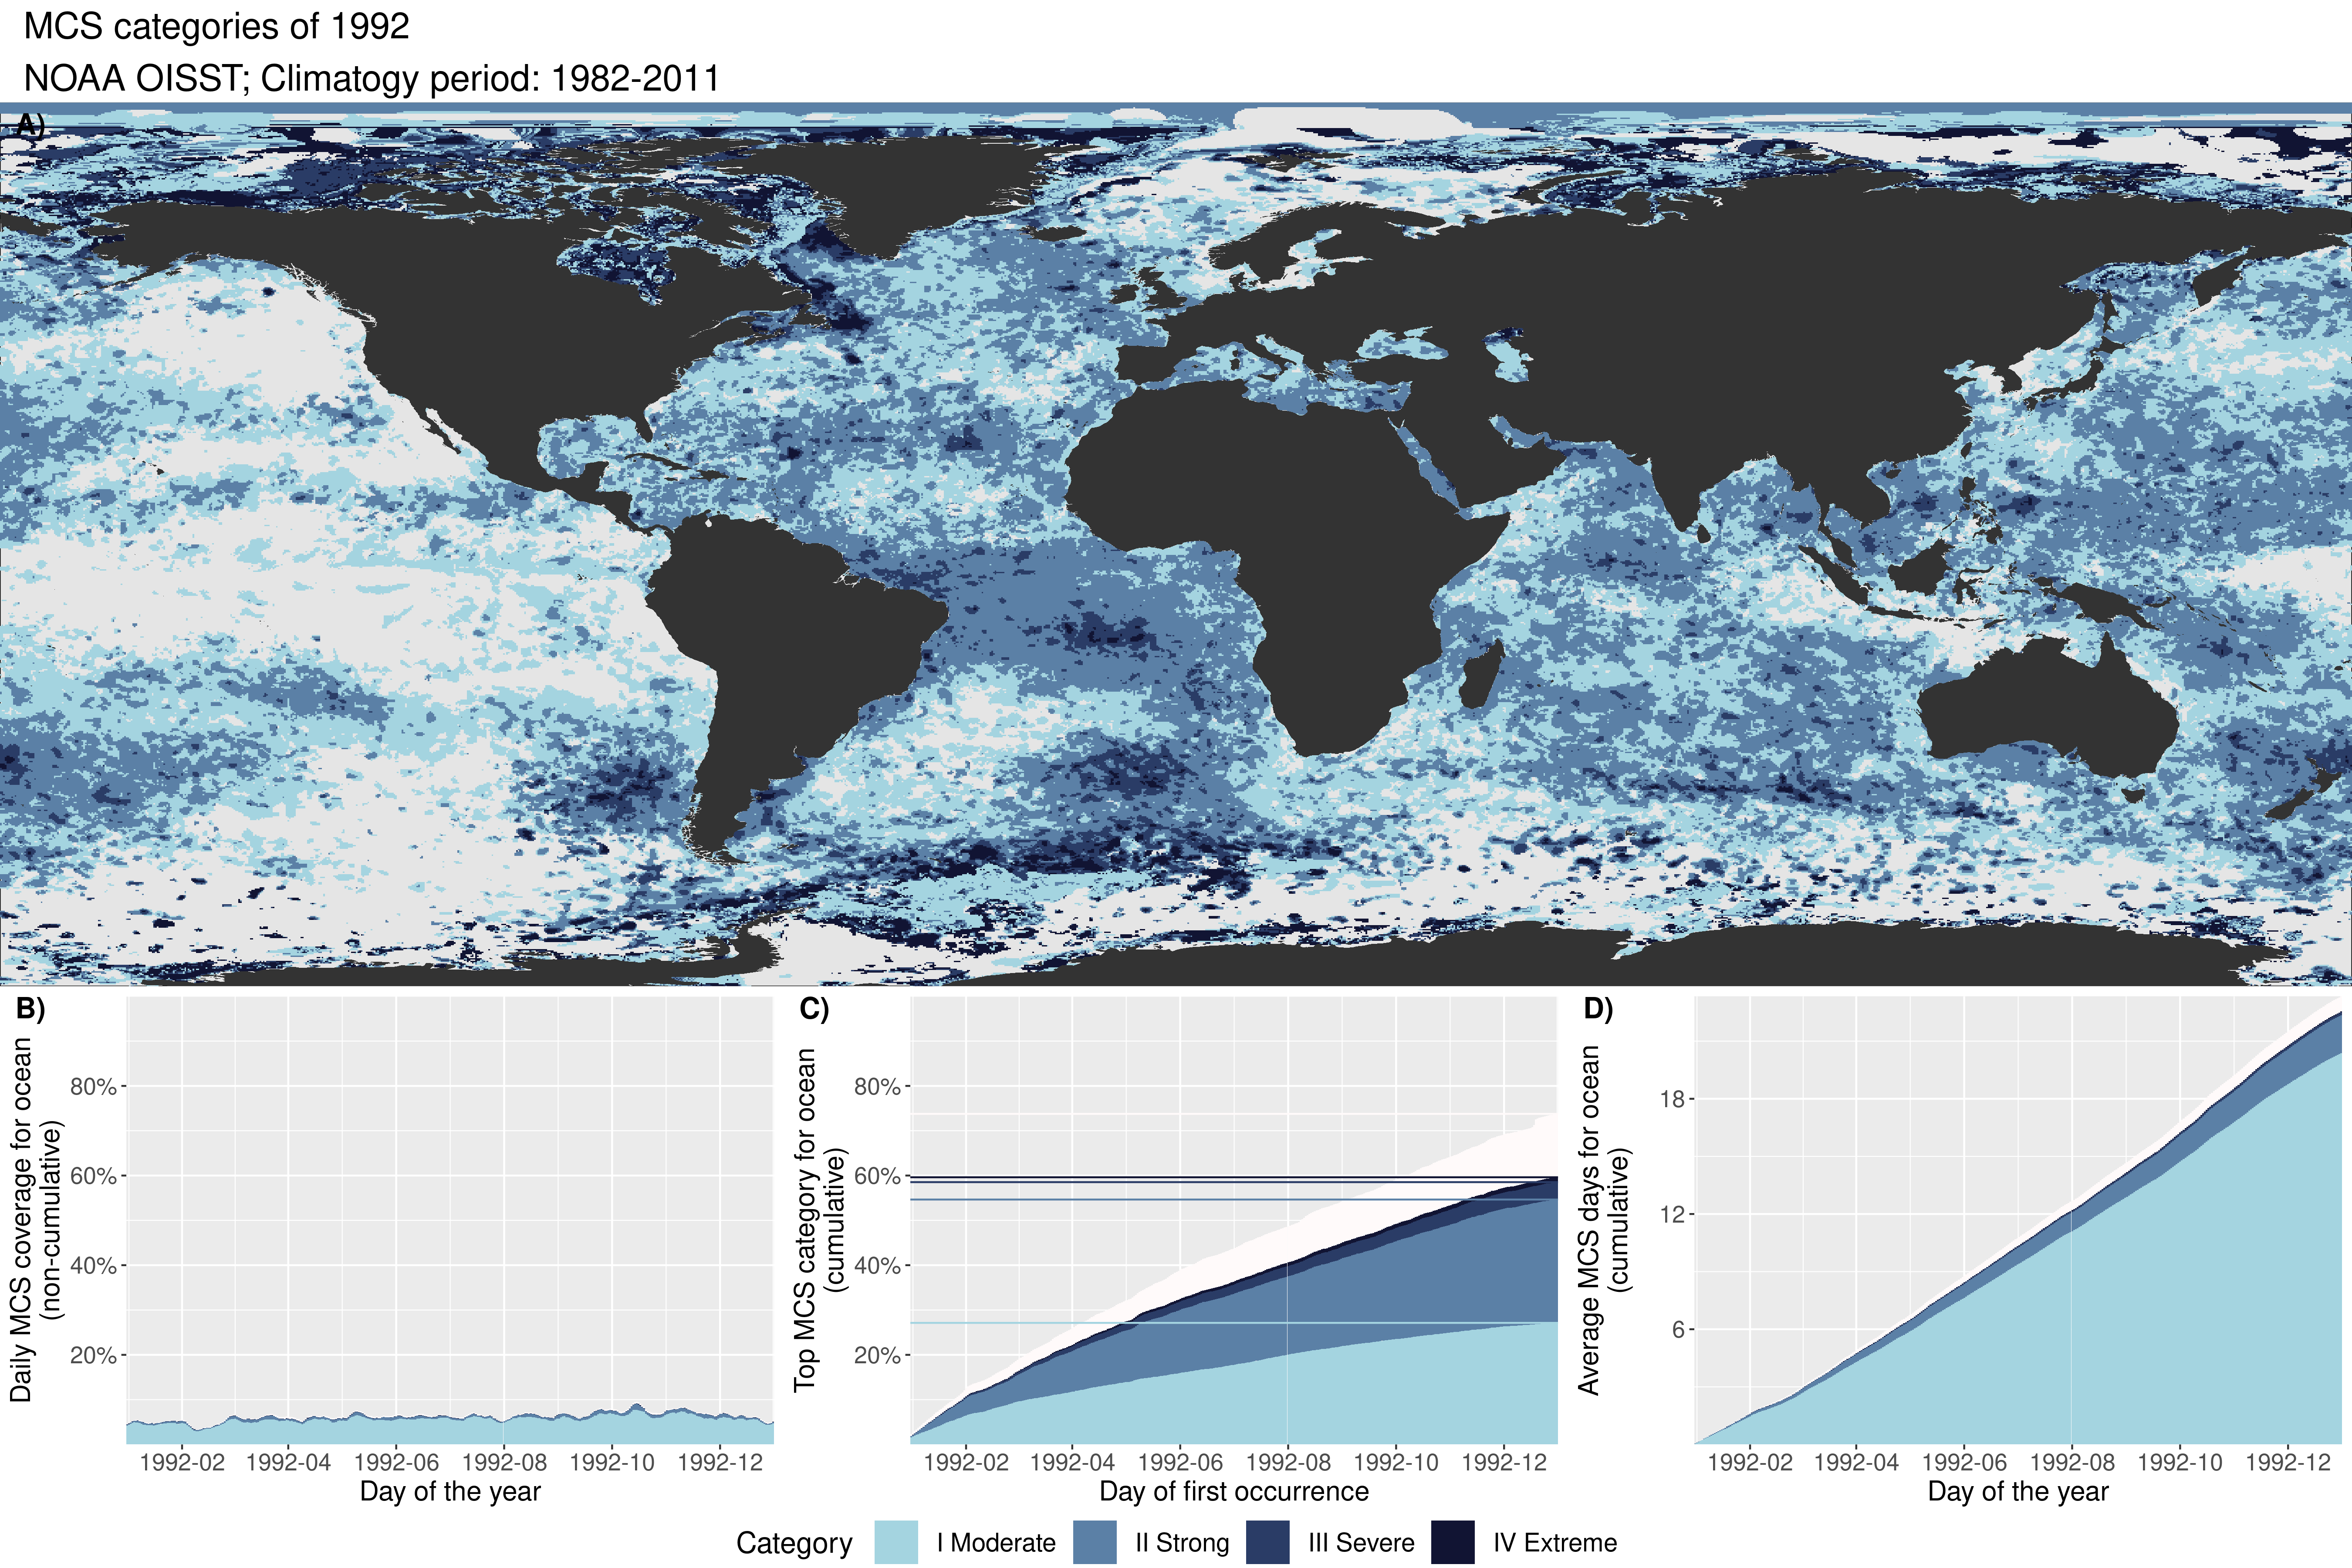 MCS categories of 1992
NOAA OISST; Climatogy period: 1982-2011
A)
B)
Daily MCS coverage for ocean
(non-cumulative)
80%
60%
40%
20%
1992-02 1992-04 1992-06 1992-08 1992-10 1992-12
Day of the year
C)
Top MCS category for ocean
(cumulative)
80%
60%
40%
20%
1992-02 1992-04 1992-06 1992-08 1992-10 1992-12
Day of first occurrence
D)
Average MCS days for ocean
(cumulative)
18
12
6
1992-02 1992-04 1992-06 1992-08 1992-10 1992-12
Day of the year
Category I Moderate II Strong III Severe IV Extreme